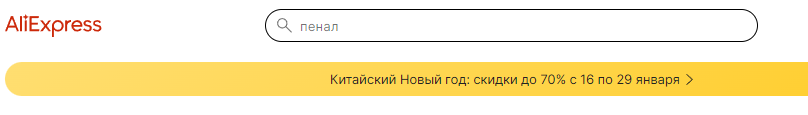 AliExpress
пенал
Китайский Новый год: скидки до 70% с 16 по 29 января